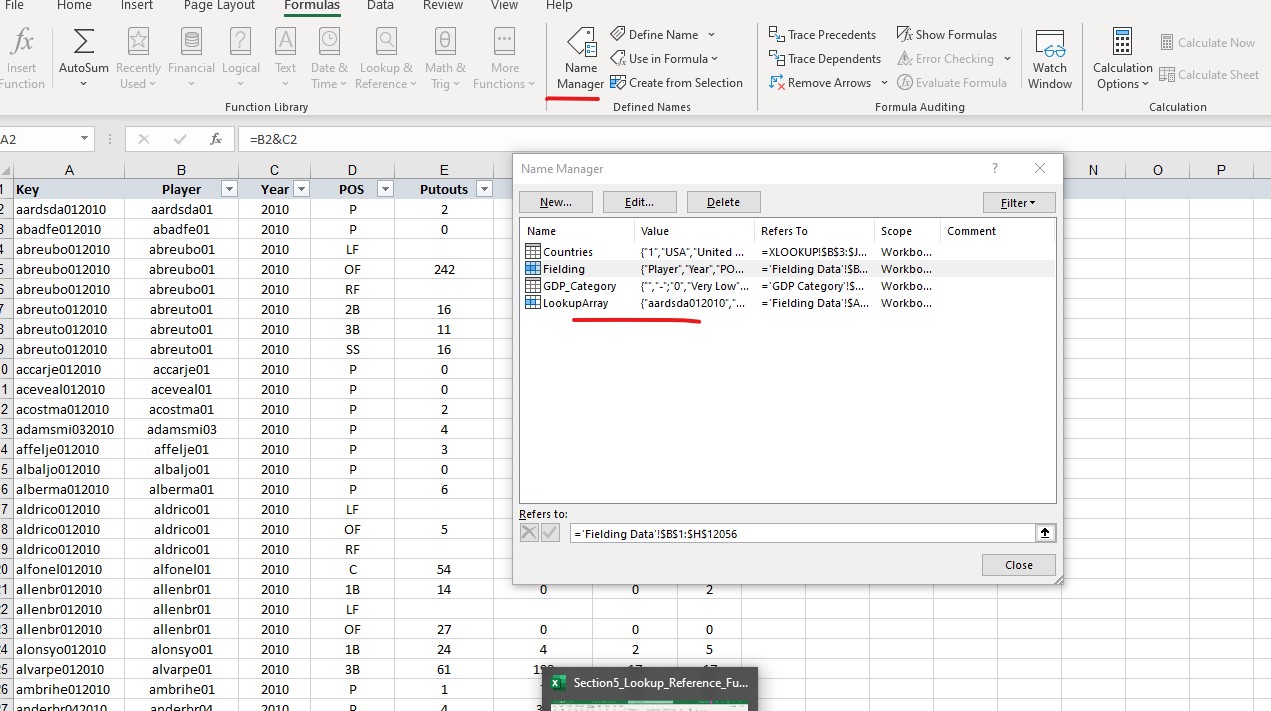 File Home Insert Page Layout Formulas Data Review View Help
fx Σ Define Name Trace Precedents Show Formulas Calculate Now
Insert AutoSum Recently Financial Logical Text Date & Lookup & Math & More Name Use in Formula Trace Dependents Error Checking Watch Calculation Calculate Sheet
Function Used Time Reference Trig Functions Manager Create from Selection Remove Arrows Evaluate Formula Window Options
Function Library Defined Names Formula Auditing Calculation
A2 fx =B2&C2
A B C D E N O P
1 Key Player Year POS Putouts
2 aardsda012010 aardsda01 2010 P 2
abadfe012010 abadfe01 2010 P 0
4 abreubo012010 abreubo01 2010 LF
5 abreubo012010 abreubo01 2010 OF 242
abreubo012010 abreubo01 2010 RF
7 abreuto012010 abreuto01 2010 2B 16
abreuto012010 abreuto01 2010 3B 11
9 abreuto012010 abreuto01 2010 SS 16
0 accarje012010 accarje01 2010 P 0
1 aceveal012010 aceveal01 2010 P 0
2 acostma012010 acostma01 2010 P 2
3 adamsmi032010 adamsmi03 2010 P 4
4 affelje012010 affelje01 2010 P 3
5 albaljo012010 albaljo01 2010 P 0
6 alberma012010 alberma01 2010 P 6
7 aldrico012010 aldrico01 2010 LF
8 aldrico012010 aldrico01 2010 OF 5
9 aldrico012010 aldrico01 2010 RF
20 alfonel012010 alfonel01 2010 C 54
21 allenbr012010 allenbr01 2010 1B 14 0 0 2
22 allenbr012010 allenbr01 2010 LF
23 allenbr012010 allenbr01 2010 OF 27 0 0 0
24 alonsyo012010 alonsyo01 2010 1B 24 4 2 5
25 alvarpe012010 alvarpe01 2010 3B 61 17 17
26 ambrihe012010 ambrihe01 2010 P 1
27 anderbr042010 anderbr04 2010 P 4
Name Manager ?
New... Edit... Delete Filter
Name Value Refers To Scope Comment
Countries {"1","USA","United ... =XLOOKUP!$B$3:$J... Workbo...
Fielding {"Player","Year","PO... ='Fielding Data'!$B... Workbo...
GDP_Category {"","-";"0","Very Low"... ='GDP Category'!$... Workbo...
LookupArray {"aardsda012010","... ='Fielding Data'!$A... Workbo...
Refers to:
='Fielding Data'!$B$1:$H$12056
Close
Section5_Lookup_Reference_Fu...